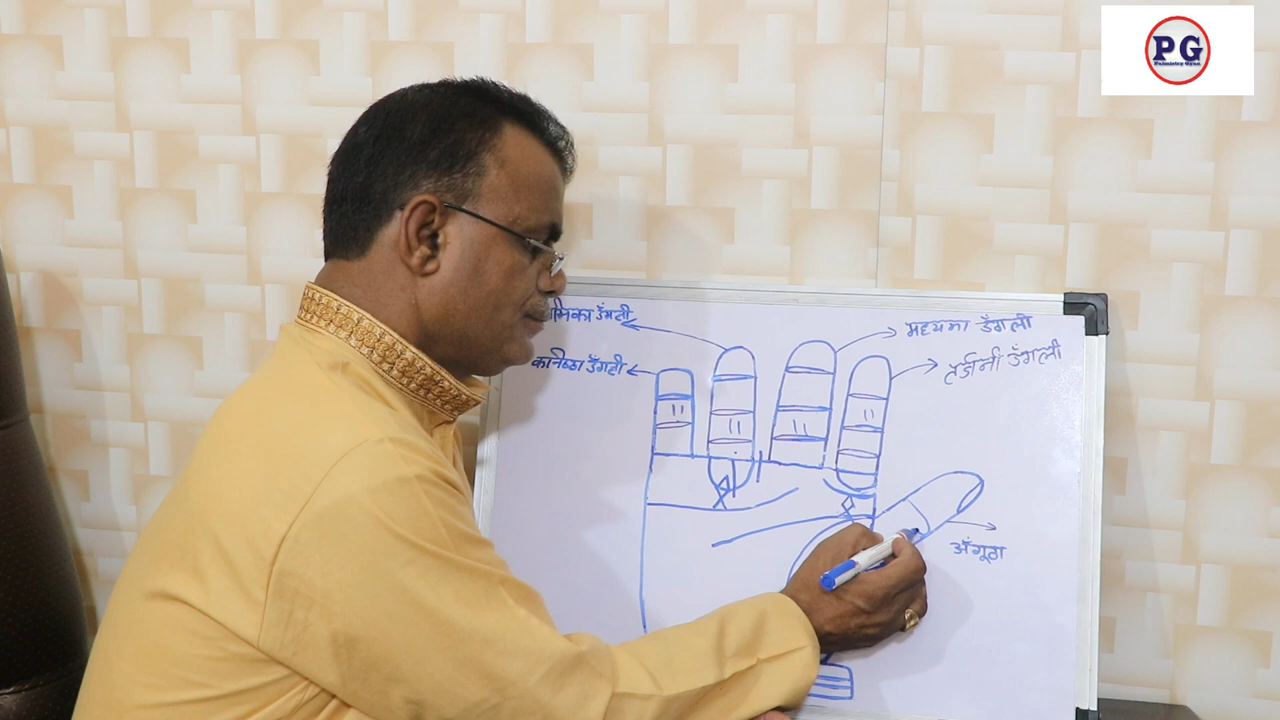 PG
Palmistry Gyan
उँगली
मध्यमा उँगली
कनिष्ठा उँगली
तर्जनी उँगली
अँगूठा